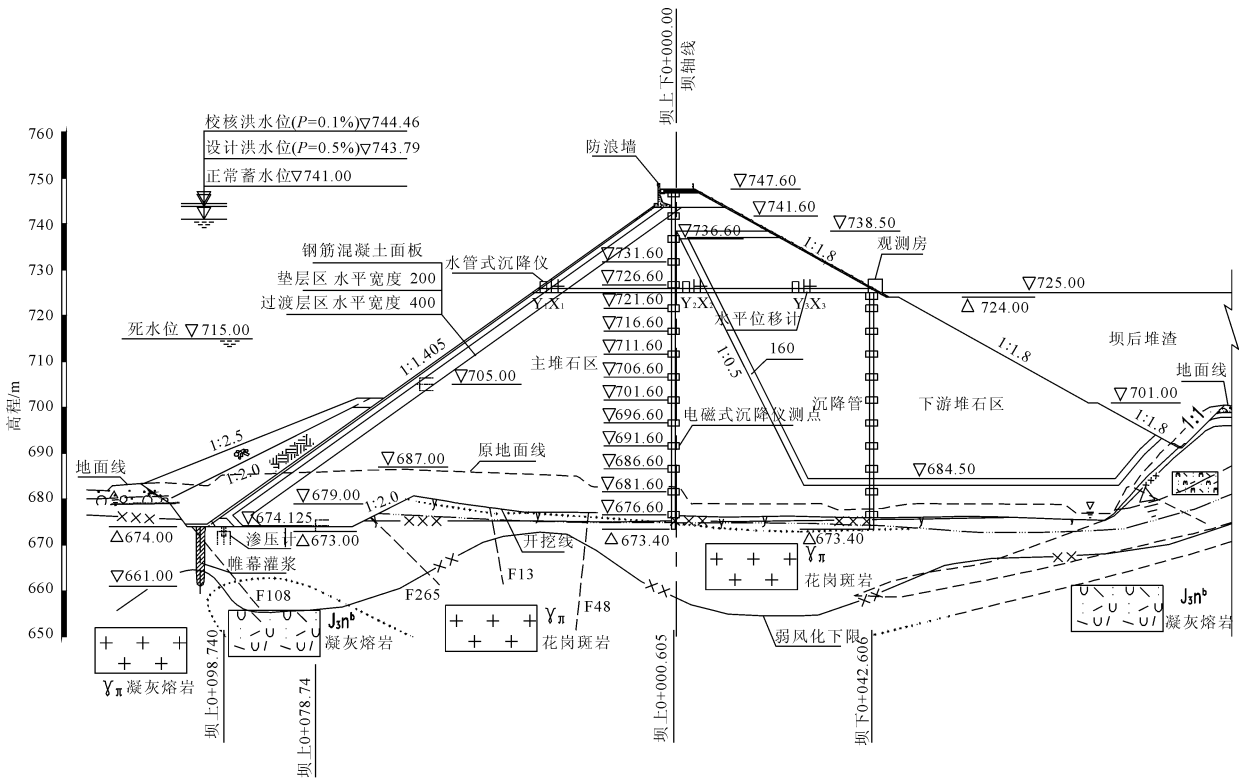 坝上下0+000.00
坝轴线
校核洪水位(P=0.1%)▽744.46
设计洪水位(P=0.5%)▽743.79
正常蓄水位▽741.00
760
750
740
730
720
710
700
690
680
670
660
650
高程/m
防浪墙
▽747.60
▽741.60
▽738.50
▽736.60
1:1.8
观测房
钢筋混凝土面板
水管式沉降仪
垫层区 水平宽度 200
过渡层区 水平宽度 400
▽731.60
▽726.60
▽721.60
▽716.60
▽711.60
▽706.60
▽701.60
▽696.60
▽691.60
▽686.60
▽681.60
▽676.60
Y₁X₁
Y₂X₂
Y₃X₃
水平位移计
▽725.00
△724.00
死水位 ▽715.00
1:1.405
▽705.00
主堆石区
1:0.5
160
1:1.8
坝后堆渣
地面线
▽701.00
1:1.8
1:1
沉降管
下游堆石区
电磁式沉降仪测点
1:2.5
1:2.0
▽687.00
原地面线
▽684.50
地面线
▽679.00
1:2.0
▽674.125
△674.00
渗压计
△673.00
开挖线
△673.40
△673.40
帷幕灌浆
▽661.00
F108
F265
F13
F48
γπ
花岗斑岩
γπ
花岗斑岩
J₃nᵇ
凝灰熔岩
J₃nᵇ
凝灰熔岩
γπ 凝灰熔岩
弱风化下限
坝上0+098.740
坝上0+078.74
坝上0+000.605
坝下0+042.606